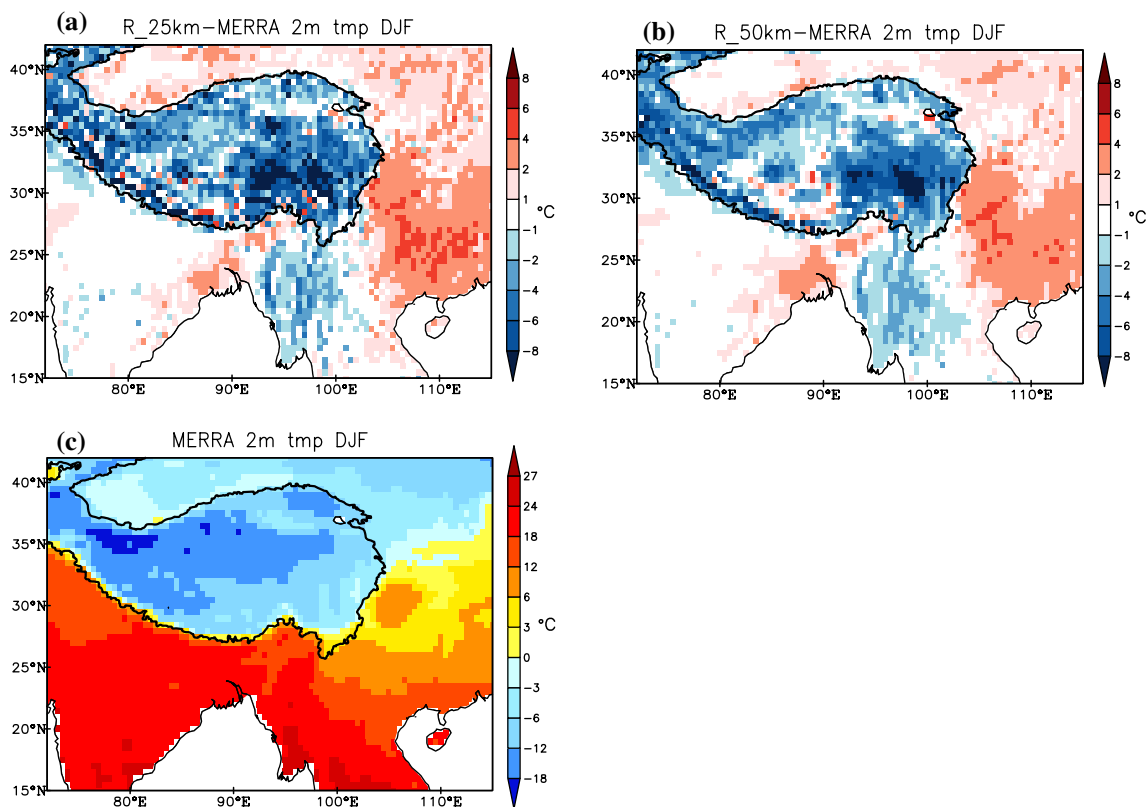 (a)
R_25km-MERRA 2m tmp DJF
40°N
35°N
30°N
25°N
20°N
15°N
80°E
90°E
100°E
110°E
8
6
4
2
1
°C
-1
-2
-4
-6
-8
(b)
R_50km-MERRA 2m tmp DJF
40°N
35°N
30°N
25°N
20°N
15°N
80°E
90°E
100°E
110°E
8
6
4
2
1
°C
-1
-2
-4
-6
-8
(c)
MERRA 2m tmp DJF
40°N
35°N
30°N
25°N
20°N
15°N
80°E
90°E
100°E
110°E
27
24
18
12
6
3
°C
0
-3
-6
-12
-18